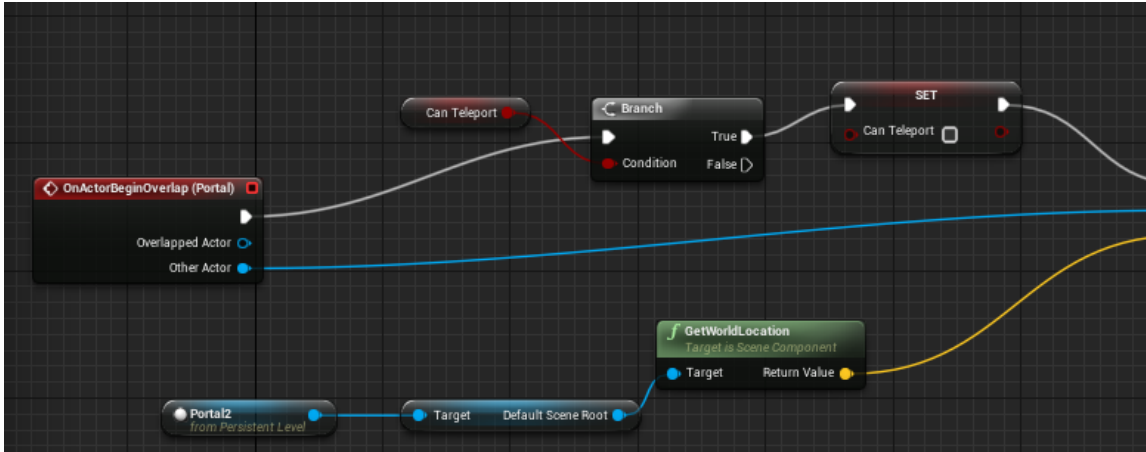 SET
Can Teleport
Branch
True
Can Teleport
Condition
False
OnActorBeginOverlap (Portal)
Overlapped Actor
Other Actor
GetWorldLocation
Target is Scene Component
Target
Return Value
Portal2
from Persistent Level
Target
Default Scene Root